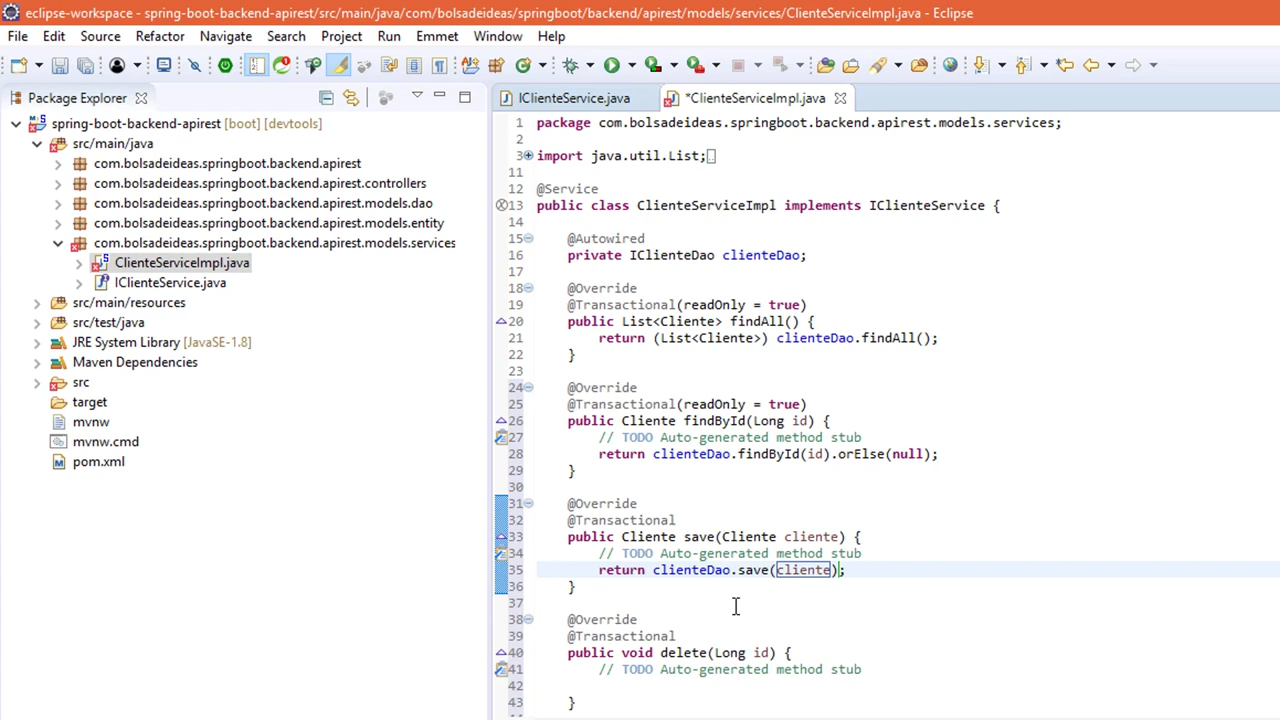 eclipse-workspace - spring-boot-backend-apirest/src/main/java/com/bolsadeideas/springboot/backend/apirest/models/services/ClienteServiceImpl.java - Eclipse
File Edit Source Refactor Navigate Search Project Run Emmet Window Help
Package Explorer
spring-boot-backend-apirest [boot] [devtools]
src/main/java
com.bolsadeideas.springboot.backend.apirest
com.bolsadeideas.springboot.backend.apirest.controllers
com.bolsadeideas.springboot.backend.apirest.models.dao
com.bolsadeideas.springboot.backend.apirest.models.entity
com.bolsadeideas.springboot.backend.apirest.models.services
ClienteServiceImpl.java
IClienteService.java
src/main/resources
src/test/java
JRE System Library [JavaSE-1.8]
Maven Dependencies
src
target
mvnw
mvnw.cmd
pom.xml
IClienteService.java *ClienteServiceImpl.java
1 package com.bolsadeideas.springboot.backend.apirest.models.services;
2
3 import java.util.List;
11
12 @Service
13 public class ClienteServiceImpl implements IClienteService {
14
15 @Autowired
16 private IClienteDao clienteDao;
17
18 @Override
19 @Transactional(readOnly = true)
20 public List<Cliente> findAll() {
21 return (List<Cliente>) clienteDao.findAll();
22 }
23
24 @Override
25 @Transactional(readOnly = true)
26 public Cliente findById(Long id) {
27 // TODO Auto-generated method stub
28 return clienteDao.findById(id).orElse(null);
29 }
30
31 @Override
32 @Transactional
33 public Cliente save(Cliente cliente) {
34 // TODO Auto-generated method stub
35 return clienteDao.save(cliente);
36 }
37
38 @Override
39 @Transactional
40 public void delete(Long id) {
41 // TODO Auto-generated method stub
42
43 }